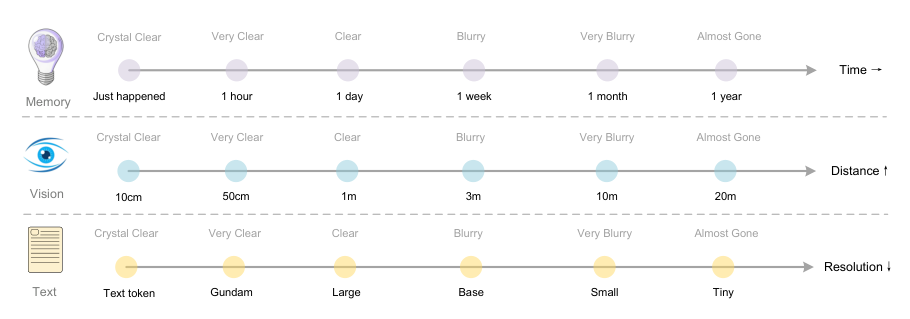 Crystal Clear Very Clear Clear Blurry Very Blurry Almost Gone
Time →
Memory
Just happened 1 hour 1 day 1 week 1 month 1 year
Crystal Clear Very Clear Clear Blurry Very Blurry Almost Gone
Distance ↑
Vision
10cm 50cm 1m 3m 10m 20m
Crystal Clear Very Clear Clear Blurry Very Blurry Almost Gone
Resolution ↓
Text
Text token Gundam Large Base Small Tiny